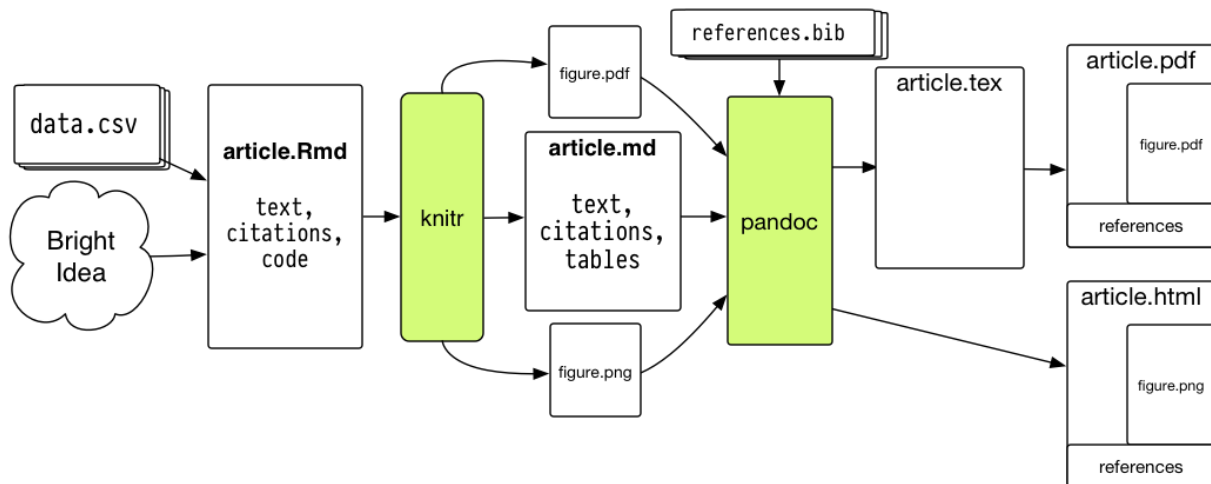 data.csv
Bright
Idea
article.Rmd
text,
citations,
code
knitr
figure.pdf
article.md
text,
citations,
tables
figure.png
references.bib
pandoc
article.tex
article.pdf
figure.pdf
references
article.html
figure.png
references